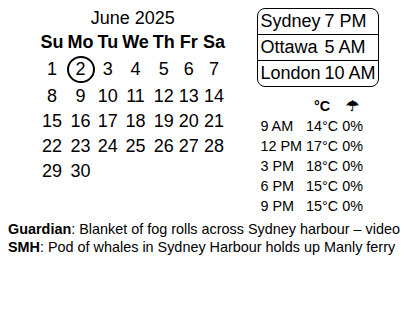 June 2025
Su Mo Tu We Th Fr Sa
1 2 3 4 5 6 7
8 9 10 11 12 13 14
15 16 17 18 19 20 21
22 23 24 25 26 27 28
29 30
Sydney 7 PM
Ottawa 5 AM
London 10 AM
°C ☂
9 AM 14°C 0%
12 PM 17°C 0%
3 PM 18°C 0%
6 PM 15°C 0%
9 PM 15°C 0%
Guardian: Blanket of fog rolls across Sydney harbour – video
SMH: Pod of whales in Sydney Harbour holds up Manly ferry